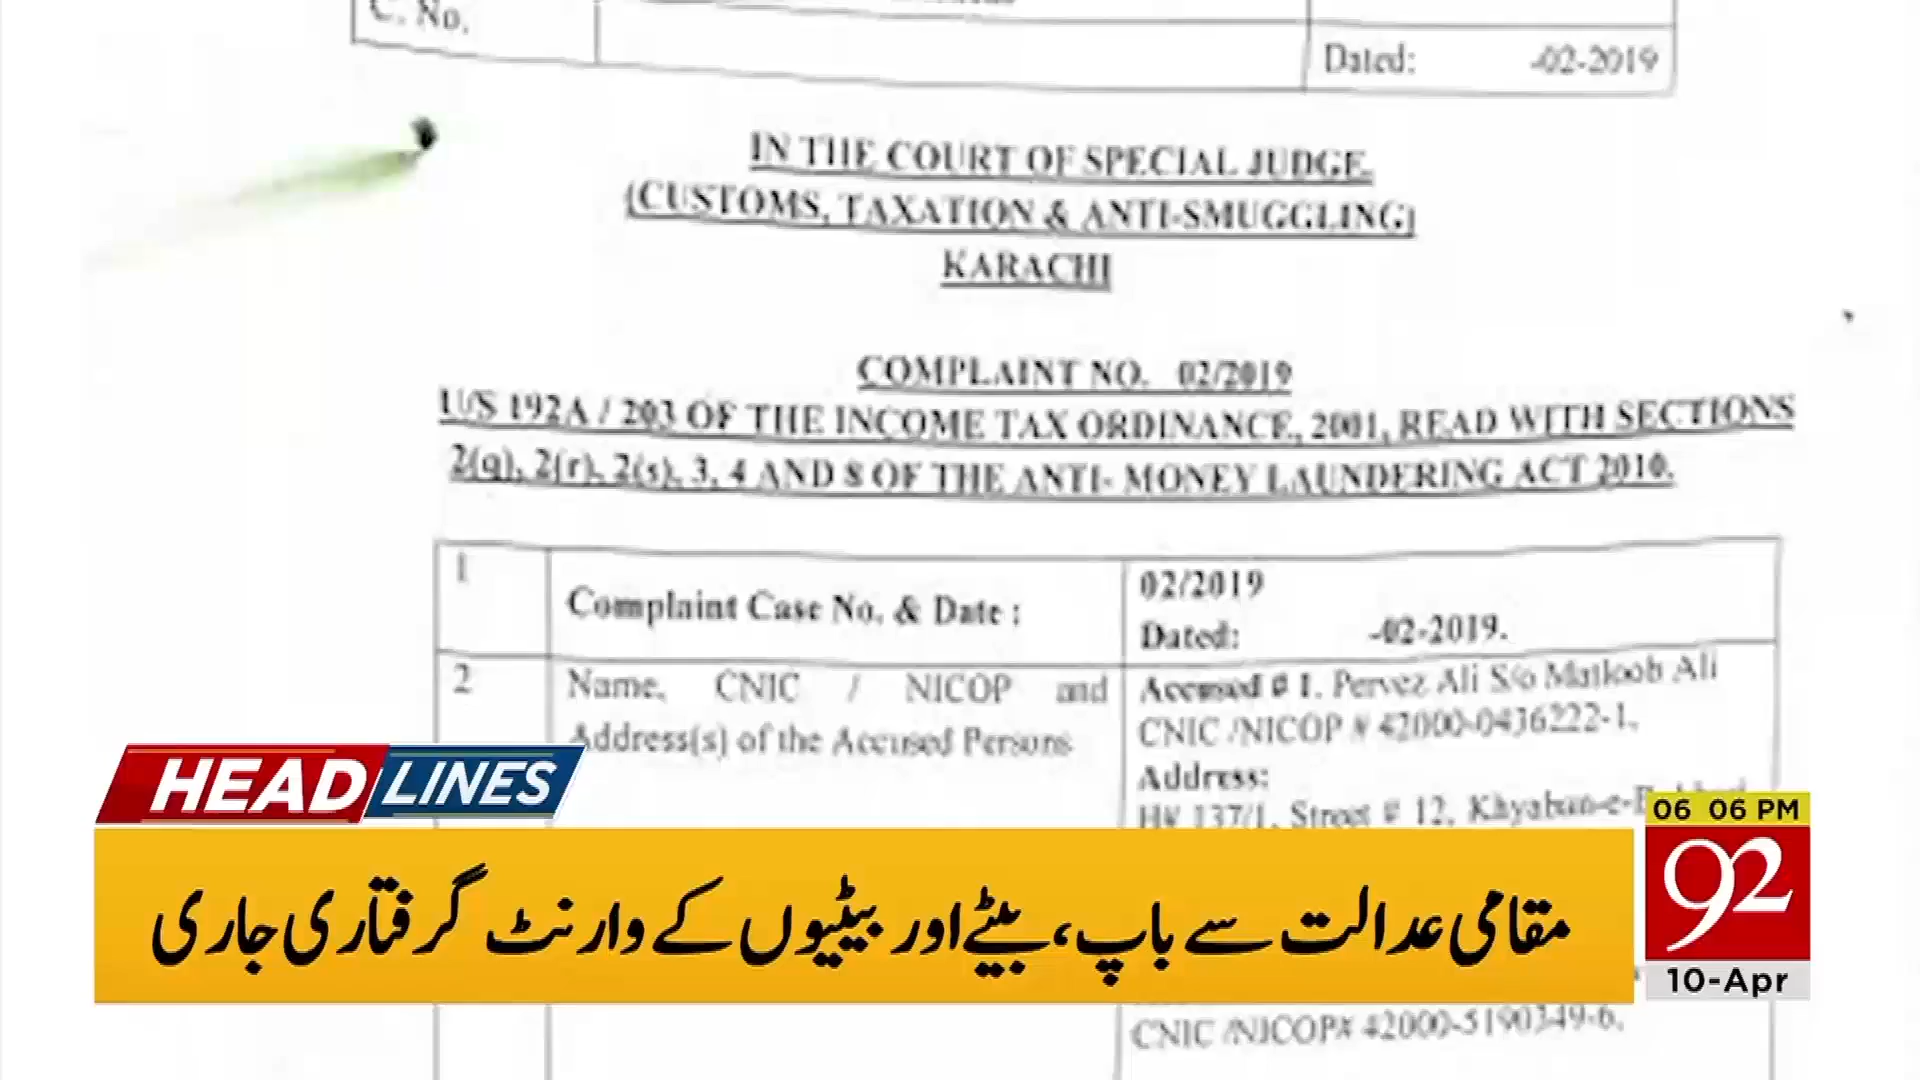 C. No.
Dated: -02-2019
IN THE COURT OF SPECIAL JUDGE,
(CUSTOMS, TAXATION & ANTI-SMUGGLING)
KARACHI
COMPLAINT NO. 02/2019
U/S 192A / 203 OF THE INCOME TAX ORDINANCE, 2001, READ WITH SECTIONS
2(q), 2(r), 2(s), 3, 4 AND 8 OF THE ANTI- MONEY LAUNDERING ACT 2010.
1
Complaint Case No. & Date :
02/2019
Dated: -02-2019.
2
Name, CNIC / NICOP and
Address(s) of the Accused Persons
Accused # 1. Pervez Ali S/o Matloob Ali
CNIC /NICOP # 42000-0436222-1.
Address:
H# 137/1, Street # 12, Khyaban-e-
HEADLINES
06 06 PM
92
مقامی عدالت سے باپ، بیٹے اور بیٹیوں کے وارنٹ گرفتاری جاری
10-Apr
CNIC /NICOP# 42000-5190349-6.